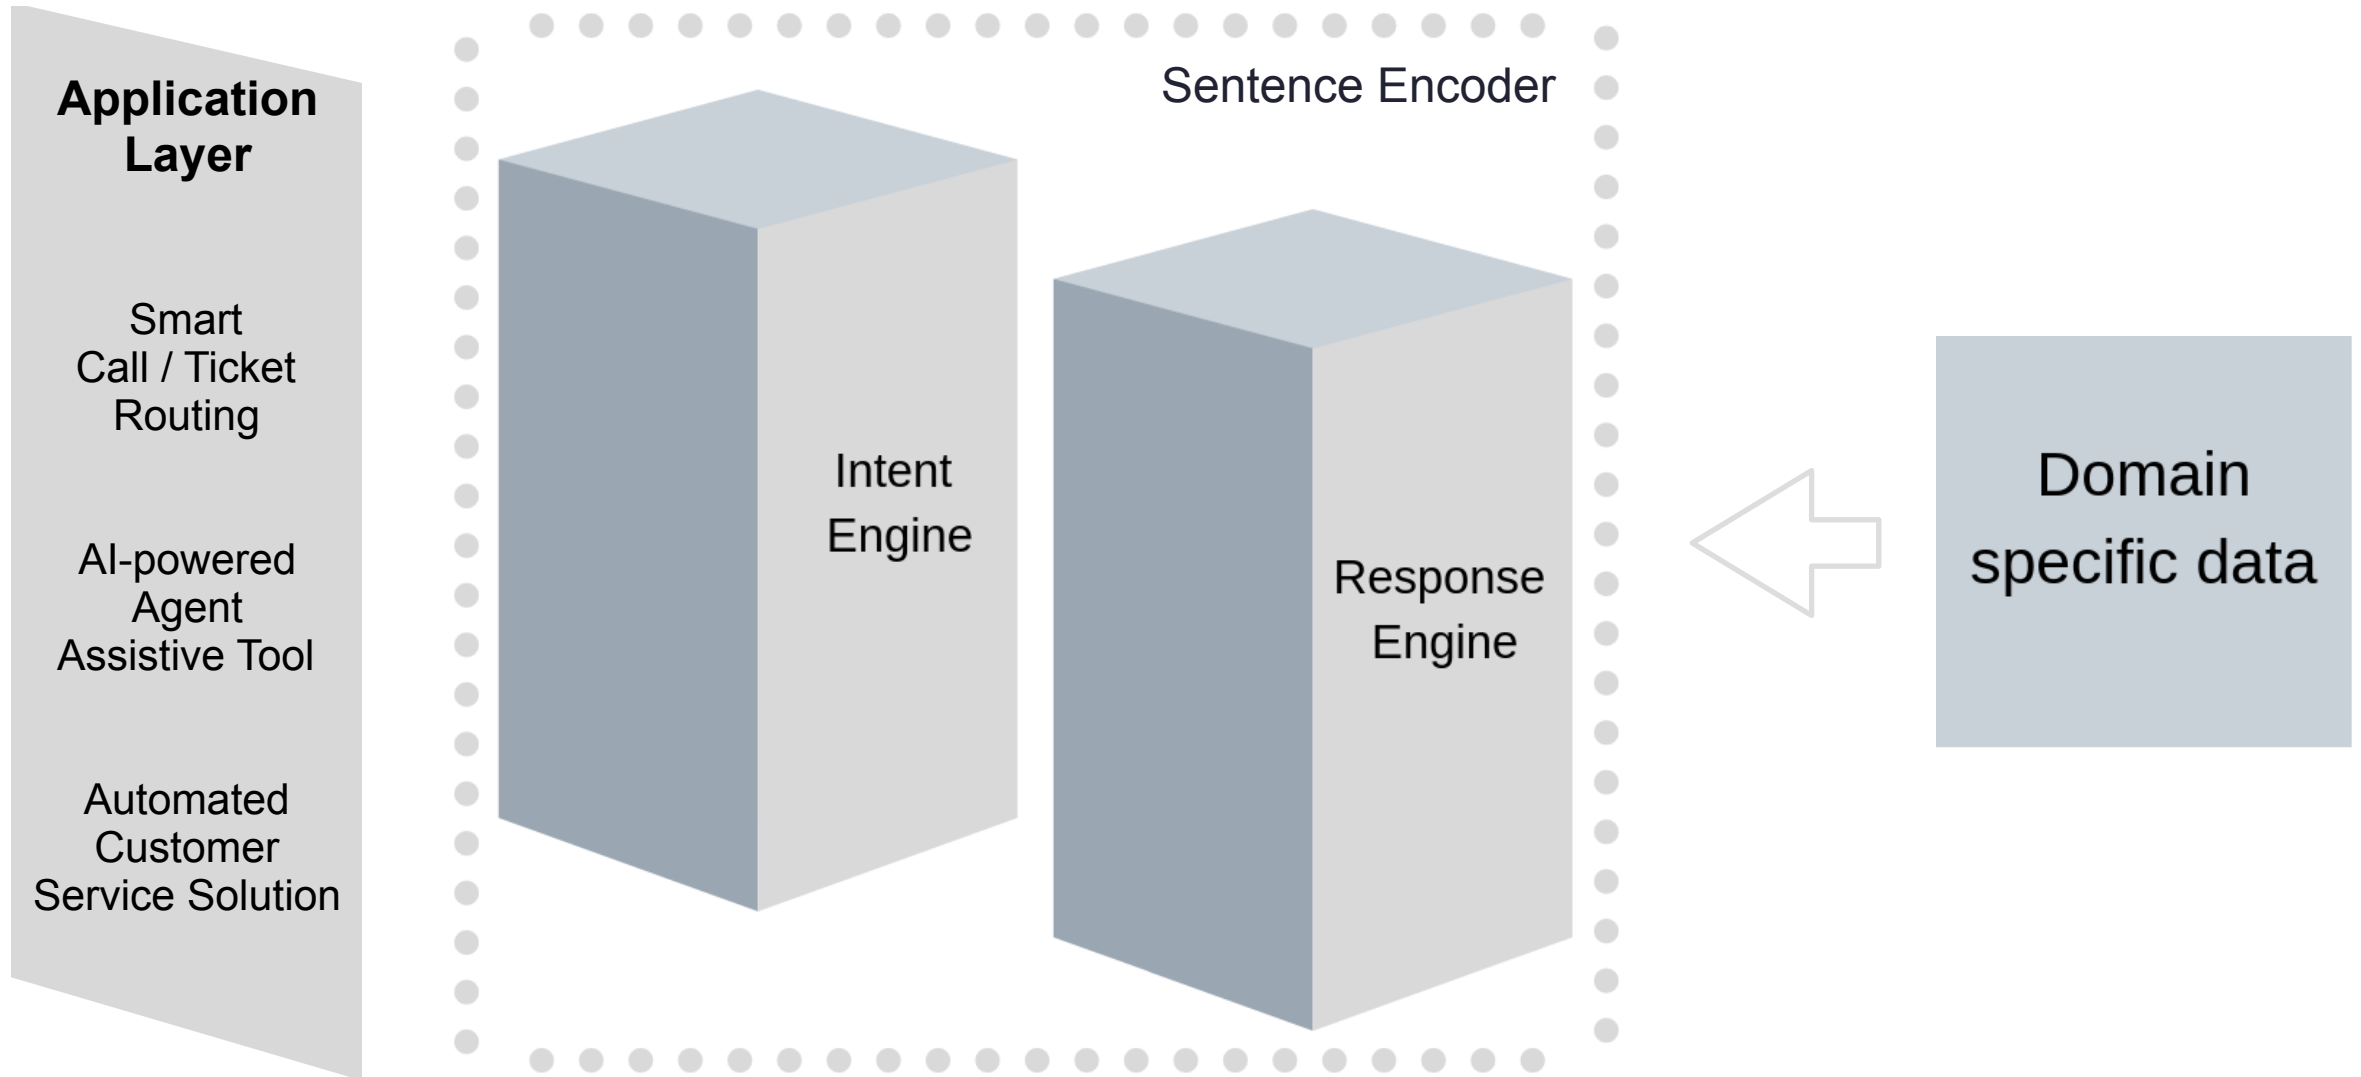 Application
Layer
Smart
Call / Ticket
Routing
AI-powered
Agent
Assistive Tool
Automated
Customer
Service Solution
Sentence Encoder
Intent
Engine
Response
Engine
Domain
specific data